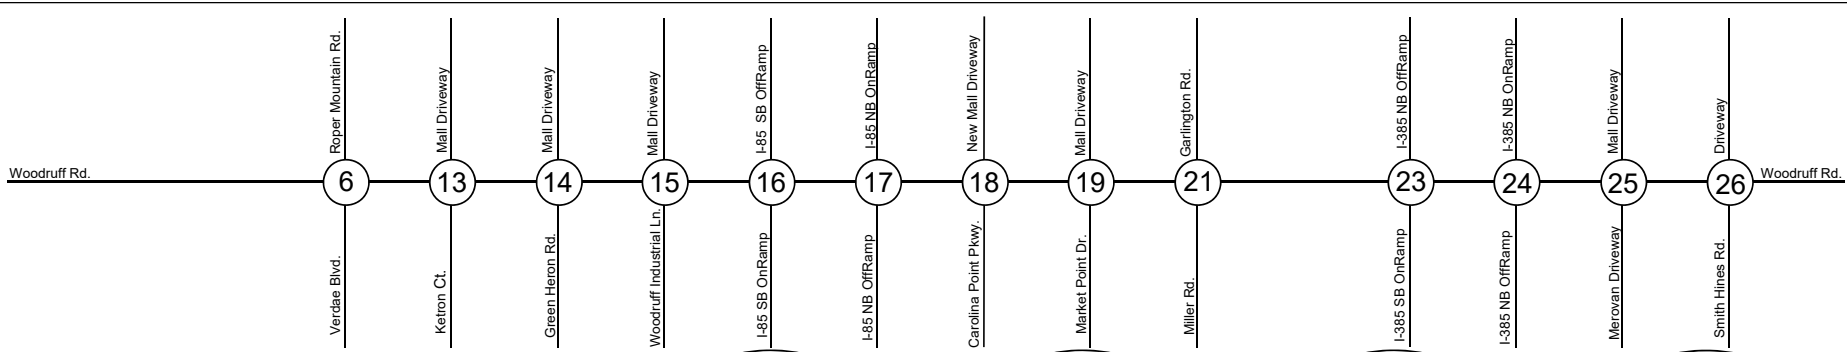 Roper Mountain Rd.
Mall Driveway
Mall Driveway
Mall Driveway
I-85 SB OffRamp
I-85 NB OnRamp
New Mall Driveway
Mall Driveway
Garlington Rd.
I-385 NB OffRamp
I-385 NB OnRamp
Mall Driveway
Driveway
Woodruff Rd.
6
13
14
15
16
17
18
19
21
23
24
25
26
Woodruff Rd.
Verdae Blvd.
Ketron Ct.
Green Heron Rd.
Woodruff Industrial Ln.
I-85 SB OnRamp
I-85 NB OffRamp
Carolina Point Pkwy.
Market Point Dr.
Miller Rd.
I-385 SB OnRamp
I-385 NB OffRamp
Merovan Driveway
Smith Hines Rd.